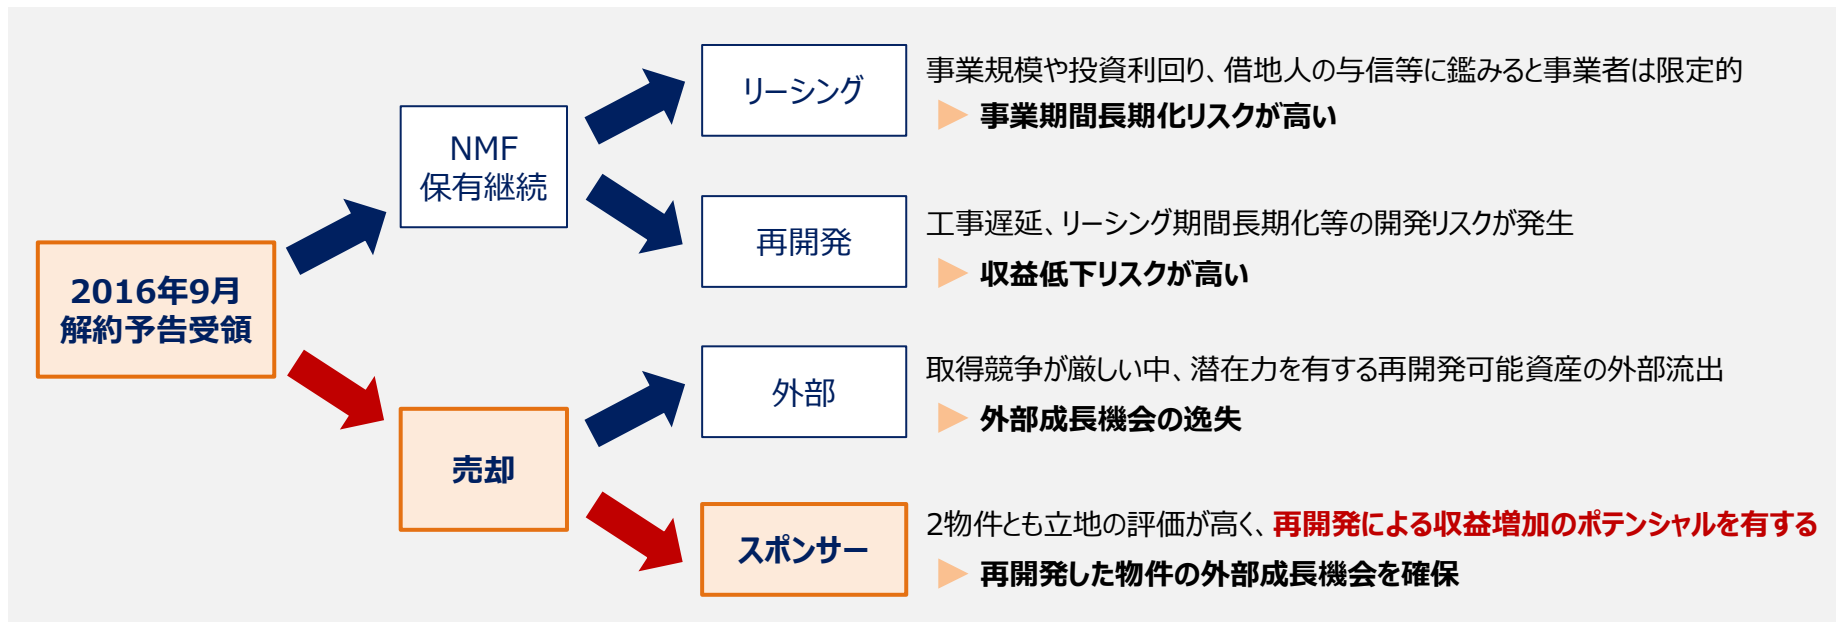 2016年9月
解約予告受領
NMF
保有継続
売却
リーシング
事業規模や投資利回り、借地人の与信等に鑑みると事業者は限定的
事業期間長期化リスクが高い
再開発
工事遅延、リーシング期間長期化等の開発リスクが発生
収益低下リスクが高い
外部
取得競争が厳しい中、潜在力を有する再開発可能資産の外部流出
外部成長機会の逸失
スポンサー
2物件とも立地の評価が高く、再開発による収益増加のポテンシャルを有する
再開発した物件の外部成長機会を確保